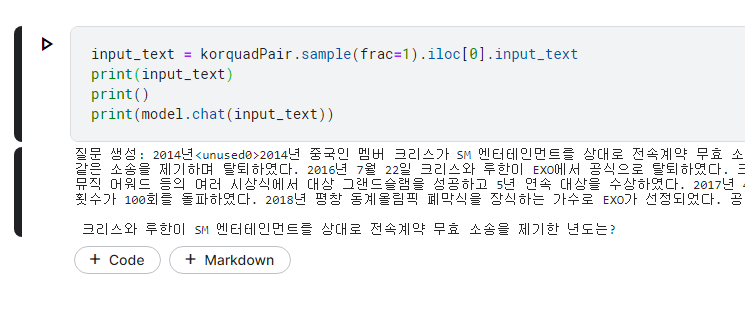 input_text = korquadPair.sample(frac=1).iloc[0].input_text
print(input_text)
print()
print(model.chat(input_text))
질문 생성: 2014년<unused0>2014년 중국인 멤버 크리스가 SM 엔터테인먼트를 상대로 전속계약 무효 소
같은 소송을 제기하며 탈퇴하였다. 2016년 7월 22일 크리스와 루한이 EXO에서 공식으로 탈퇴하였다. 크
뮤직 어워드 등의 여러 시상식에서 대상 그랜드슬램을 성공하고 5년 연속 대상을 수상하였다. 2017년 4
횟수가 100회를 돌파하였다. 2018년 평창 동계올림픽 폐막식을 장식하는 가수로 EXO가 선정되었다. 공
크리스와 루한이 SM 엔터테인먼트를 상대로 전속계약 무효 소송을 제기한 년도는?
+ Code + Markdown